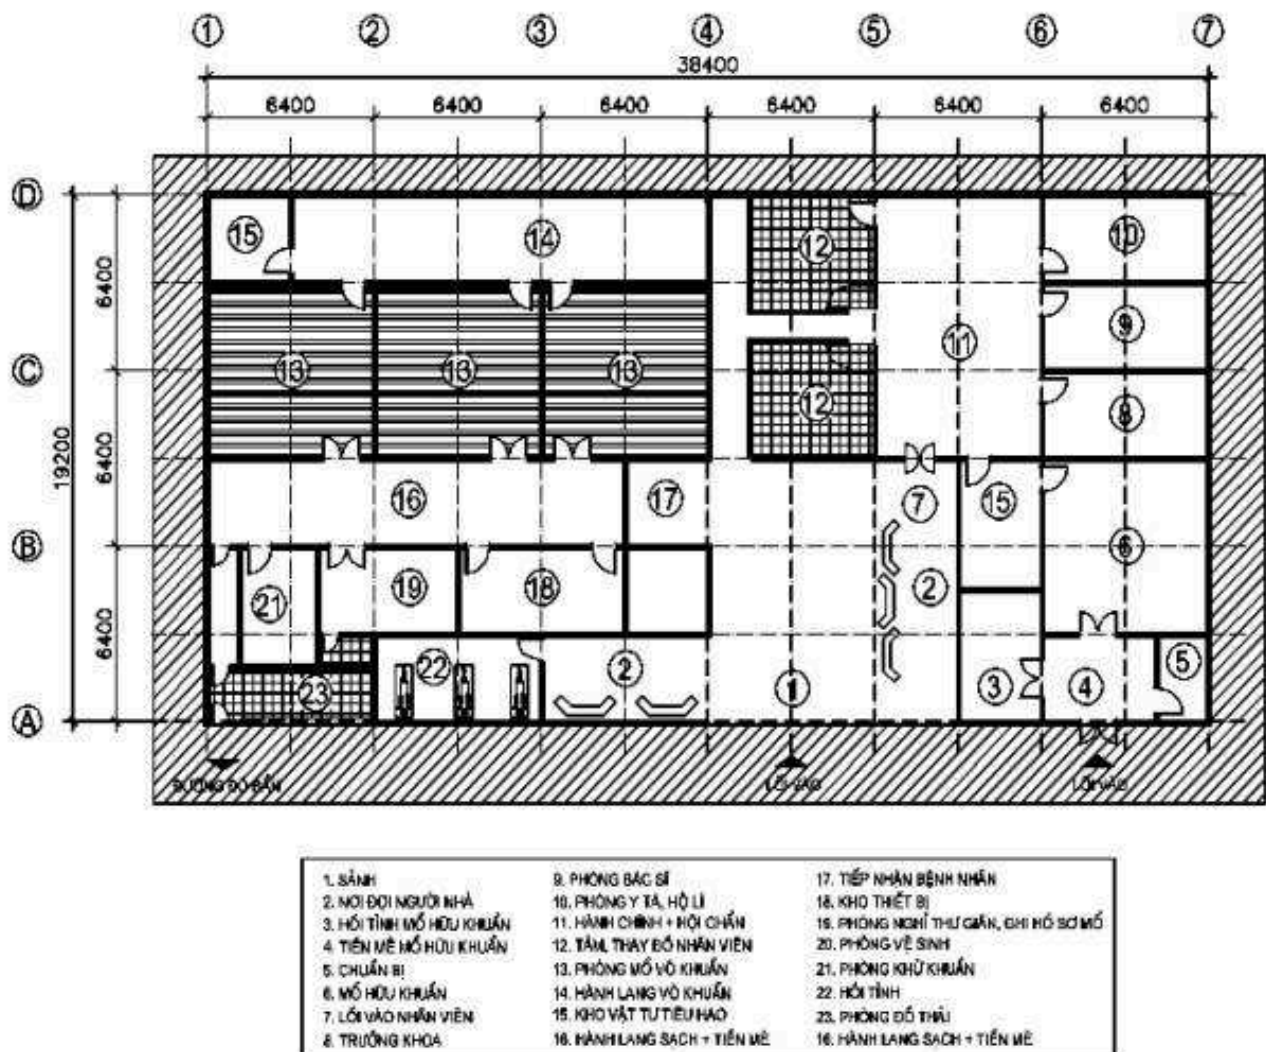 1 2 3 4 5 6 7
38400
6400 6400 6400 6400 6400 6400
D
15 14 12 10
6400
9
13 13 13 11
C
12 8
6400
19200
16 17 7 15
B
6
21 19 18 2
6400
22 2 5
23 1 3 4
A
ĐƯỜNG ĐỒ BẨN LỐI VÀO LỐI VÀO
1. SẢNH
2. NƠI ĐỢI NGƯỜI NHÀ
3. HỒI TỈNH MỔ HỮU KHUẨN
4. TIỀN MÊ MỔ HỮU KHUẨN
5. CHUẨN BỊ
6. MỔ HỮU KHUẨN
7. LỐI VÀO NHÂN VIÊN
8. TRƯỞNG KHOA
9. PHÒNG BÁC SĨ
10. PHÒNG Y TÁ, HỘ LÍ
11. HÀNH CHÍNH + HỘI CHẨN
12. TẮM, THAY ĐỒ NHÂN VIÊN
13. PHÒNG MỔ VÔ KHUẨN
14. HÀNH LANG VÔ KHUẨN
15. KHO VẬT TƯ TIÊU HAO
16. HÀNH LANG SẠCH + TIỀN MÊ
17. TIẾP NHẬN BỆNH NHÂN
18. KHO THIẾT BỊ
19. PHÒNG NGHỈ THƯ GIÃN, GHI HỒ SƠ MỔ
20. PHÒNG VỆ SINH
21. PHÒNG KHỬ KHUẨN
22. HỒI TỈNH
23. PHÒNG ĐỒ THẢI
16. HÀNH LANG SẠCH + TIỀN MÊ